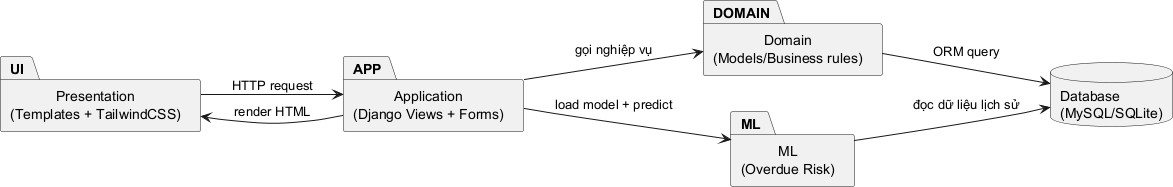 UI
Presentation
(Templates + TailwindCSS)
HTTP request
render HTML
APP
Application
(Django Views + Forms)
gọi nghiệp vụ
load model + predict
DOMAIN
Domain
(Models/Business rules)
ML
ML
(Overdue Risk)
ORM query
đọc dữ liệu lịch sử
Database
(MySQL/SQLite)